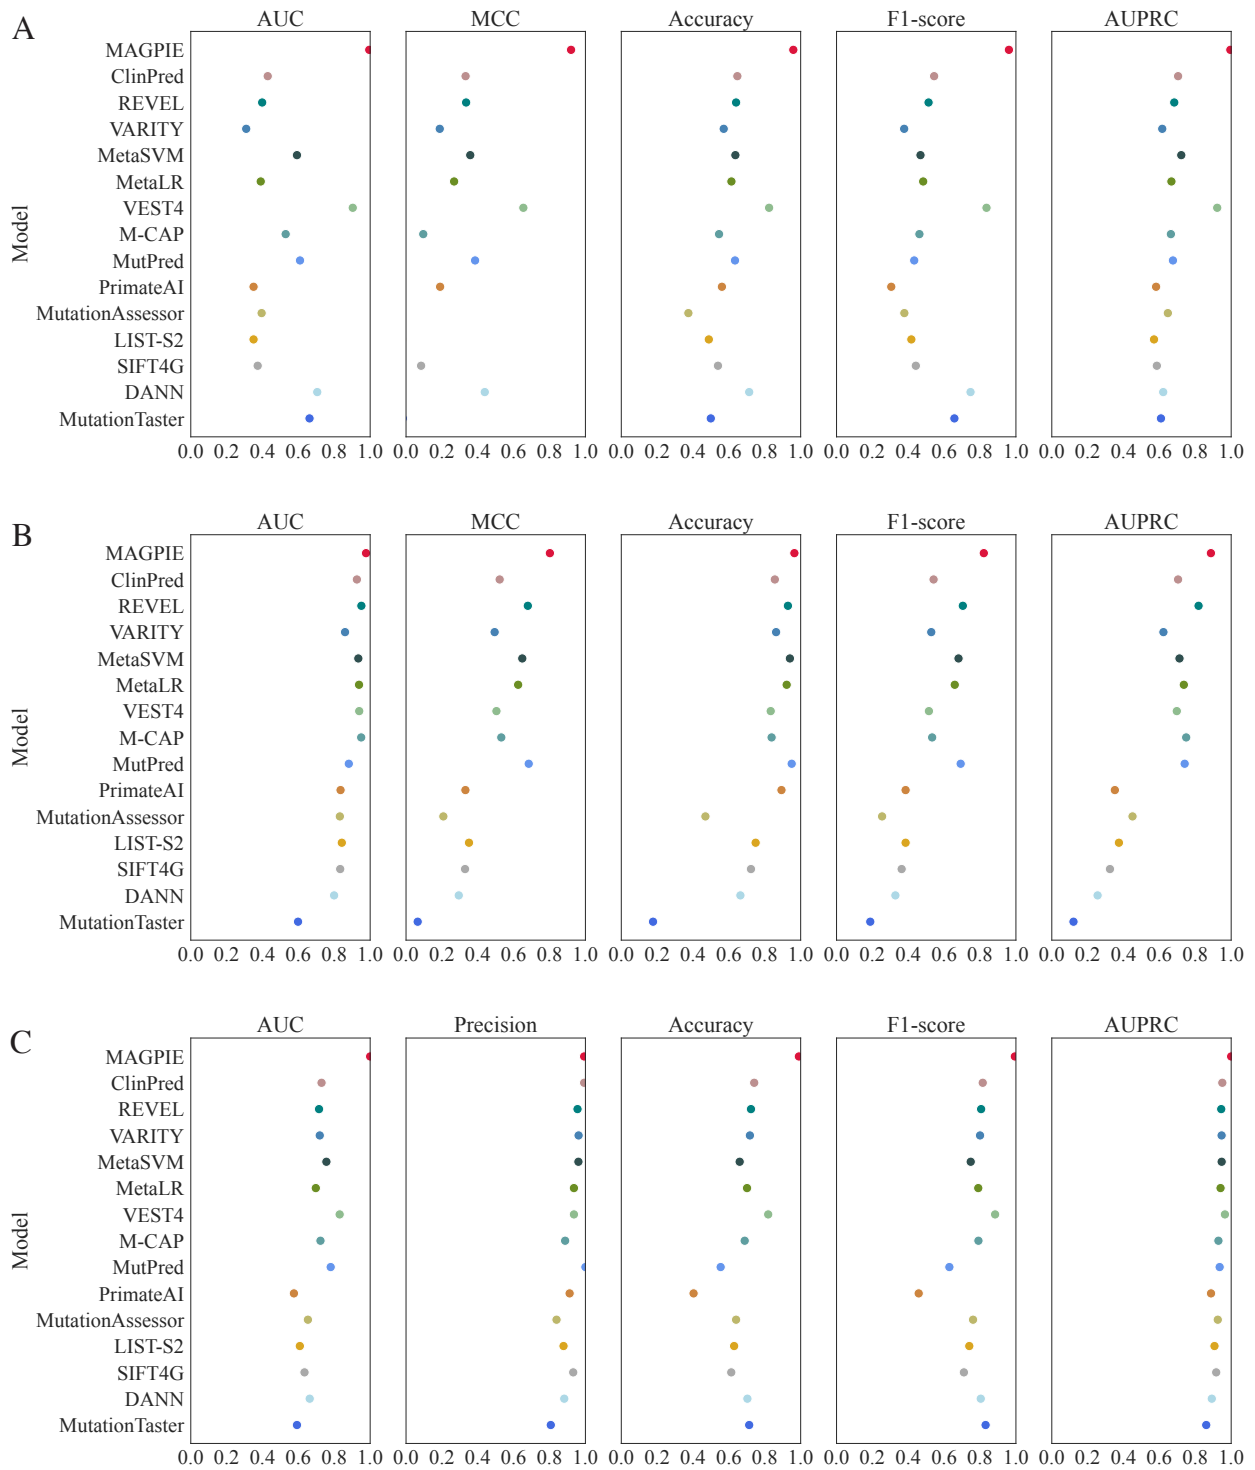 A
AUC MCC Accuracy F1-score AUPRC
Model
MAGPIE
ClinPred
REVEL
VARITY
MetaSVM
MetaLR
VEST4
M-CAP
MutPred
PrimateAI
MutationAssessor
LIST-S2
SIFT4G
DANN
MutationTaster
0.0 0.2 0.4 0.6 0.8 1.0 0.0 0.2 0.4 0.6 0.8 1.0 0.0 0.2 0.4 0.6 0.8 1.0 0.0 0.2 0.4 0.6 0.8 1.0 0.0 0.2 0.4 0.6 0.8 1.0
B
AUC MCC Accuracy F1-score AUPRC
Model
MAGPIE
ClinPred
REVEL
VARITY
MetaSVM
MetaLR
VEST4
M-CAP
MutPred
PrimateAI
MutationAssessor
LIST-S2
SIFT4G
DANN
MutationTaster
0.0 0.2 0.4 0.6 0.8 1.0 0.0 0.2 0.4 0.6 0.8 1.0 0.0 0.2 0.4 0.6 0.8 1.0 0.0 0.2 0.4 0.6 0.8 1.0 0.0 0.2 0.4 0.6 0.8 1.0
C
AUC Precision Accuracy F1-score AUPRC
Model
MAGPIE
ClinPred
REVEL
VARITY
MetaSVM
MetaLR
VEST4
M-CAP
MutPred
PrimateAI
MutationAssessor
LIST-S2
SIFT4G
DANN
MutationTaster
0.0 0.2 0.4 0.6 0.8 1.0 0.0 0.2 0.4 0.6 0.8 1.0 0.0 0.2 0.4 0.6 0.8 1.0 0.0 0.2 0.4 0.6 0.8 1.0 0.0 0.2 0.4 0.6 0.8 1.0